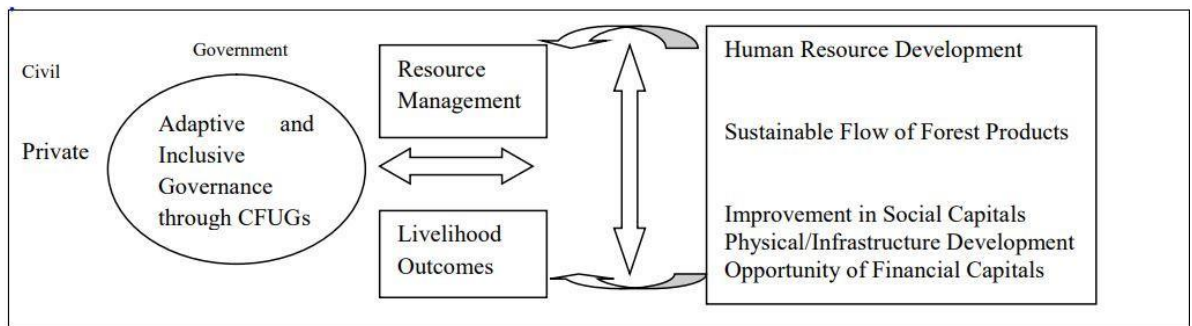 Government
Civil
Private
Adaptive and
Inclusive
Governance
through CFUGs
Resource
Management
Livelihood
Outcomes
Human Resource Development
Sustainable Flow of Forest Products
Improvement in Social Capitals
Physical/Infrastructure Development
Opportunity of Financial Capitals